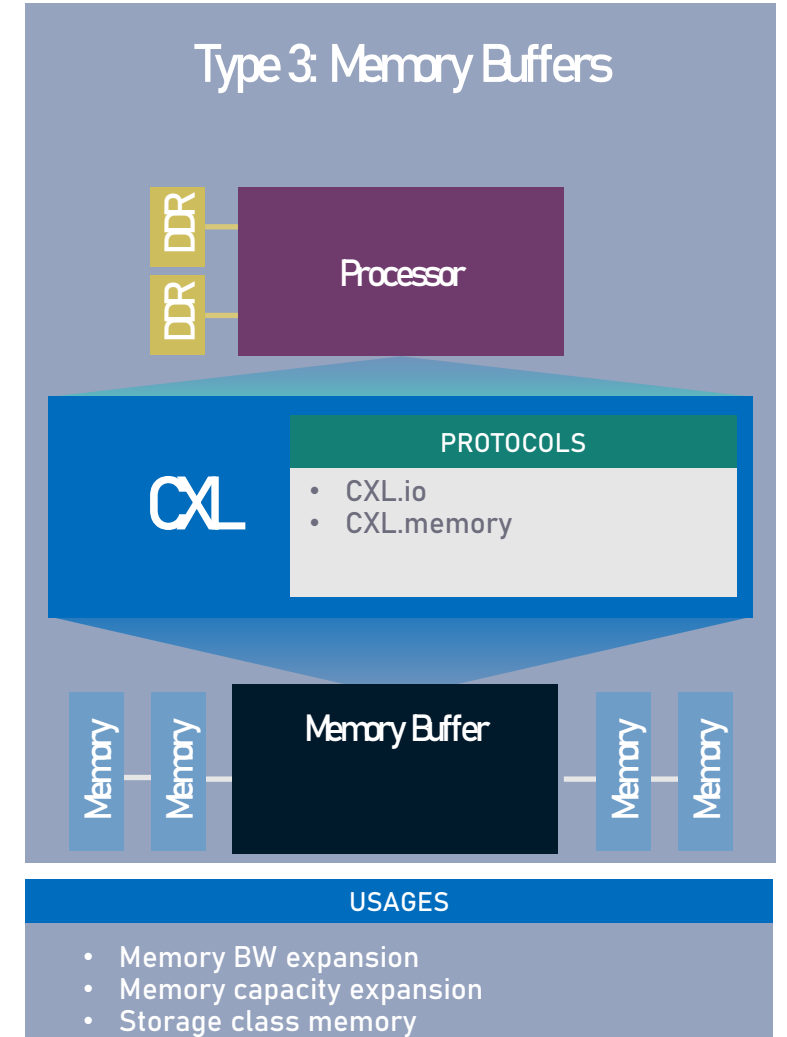 Type 3: Memory Buffers
DDR
Processor
DDR
PROTOCOLS
CXL
• CXL.io
• CXL.memory
Memory Buffer
Memory
Memory
Memory
Memory
USAGES
• Memory BW expansion
• Memory capacity expansion
• Storage class memory